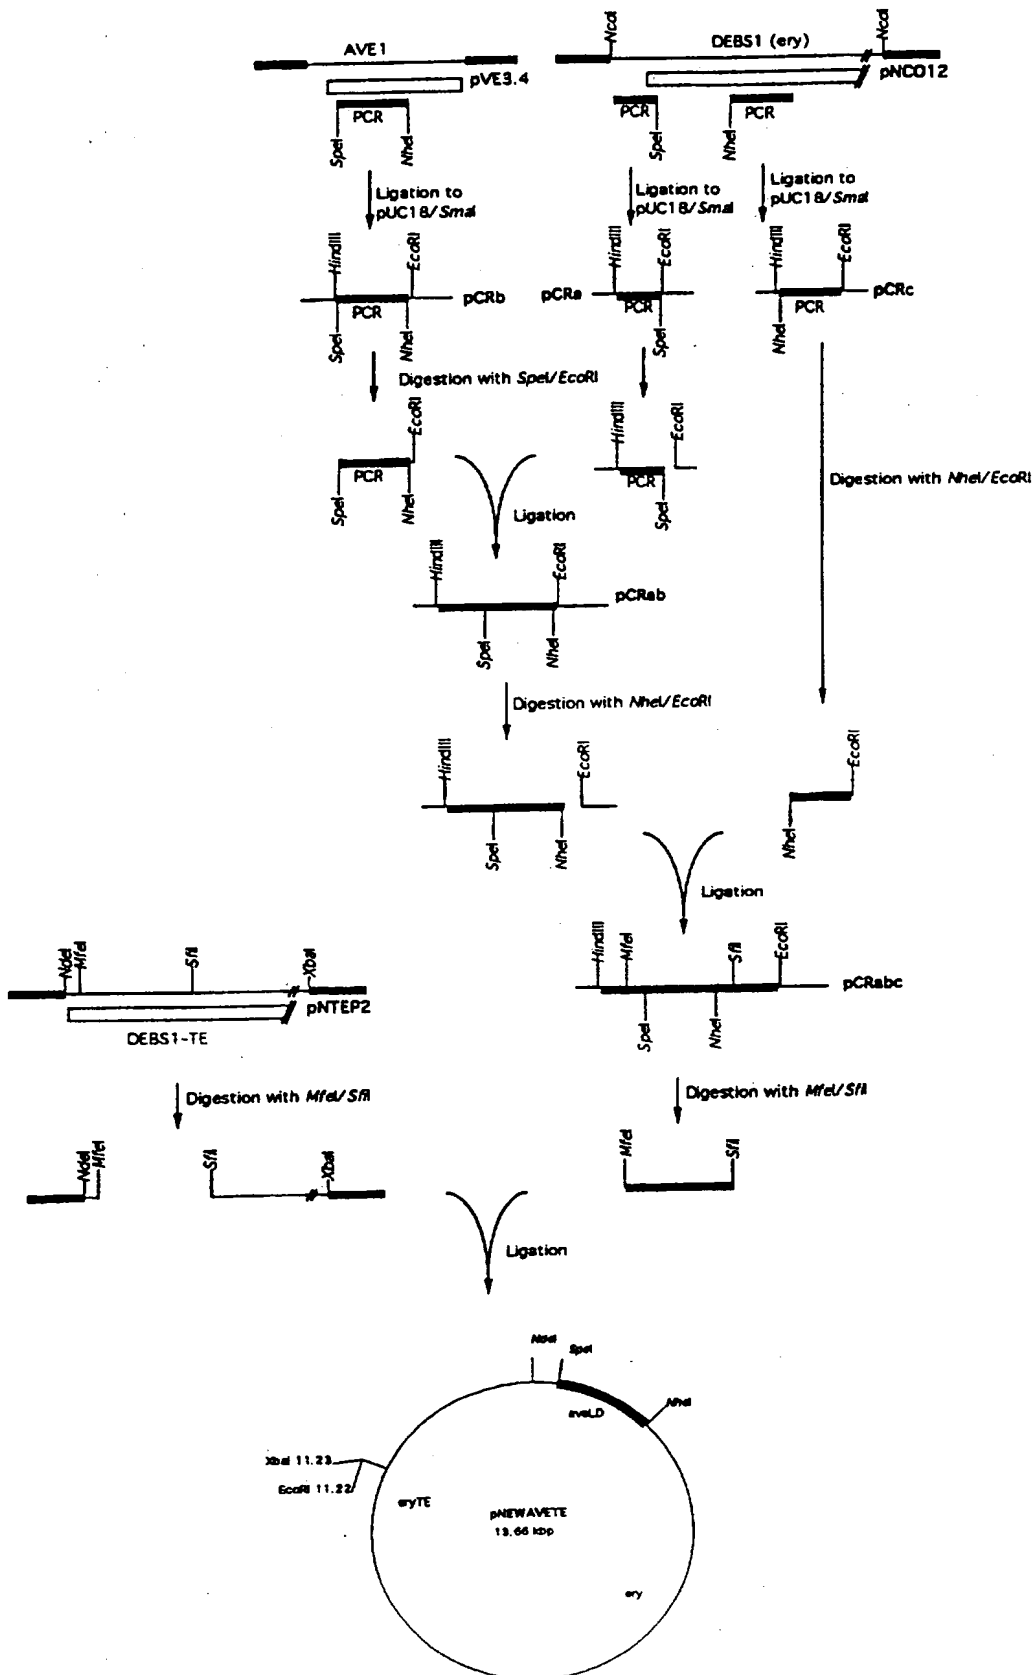 AVE1
pVE3.4
PCR
SpeI
NheI
NcoI
DEBS1 (ery)
NcoI
pNCO12
PCR
SpeI
PCR
NheI
Ligation to
pUC18/SmaI
Ligation to
pUC18/SmaI
Ligation to
pUC18/SmaI
HindIII
EcoRI
pCRb
PCR
SpeI
NheI
HindIII
EcoRI
pCRa
PCR
SpeI
HindIII
EcoRI
pCRc
PCR
NheI
Digestion with SpeI/EcoRI
EcoRI
PCR
SpeI
NheI
HindIII
EcoRI
PCR
SpeI
Digestion with NheI/EcoRI
Ligation
HindIII
EcoRI
pCRab
SpeI
NheI
Digestion with NheI/EcoRI
HindIII
EcoRI
SpeI
NheI
EcoRI
NheI
Ligation
NdeI
MfeI
SfiI
XbaI
pNTEP2
DEBS1-TE
HindIII
MfeI
SfiI
EcoRI
pCRabc
SpeI
NheI
Digestion with MfeI/SfiI
Digestion with MfeI/SfiI
NdeI
MfeI
SfiI
XbaI
MfeI
SfiI
Ligation
NdeI
SpeI
NheI
aveLD
XbaI 11.23
EcoRI 11.22
eryTE
pNEWAVETE
13.66 kbp
ery